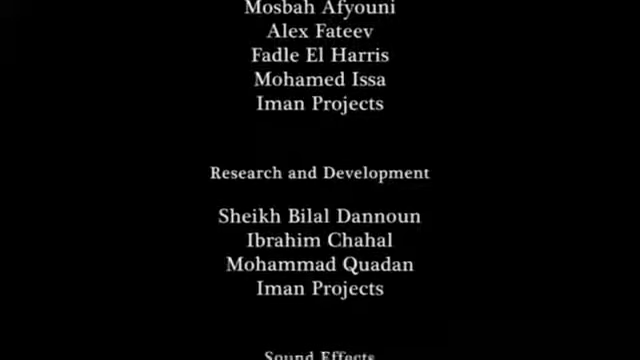 Mosbah Afyouni
Alex Fateev
Fadle El Harris
Mohamed Issa
Iman Projects
Research and Development
Sheikh Bilal Dannoun
Ibrahim Chahal
Mohammad Quadan
Iman Projects
Sound Effects